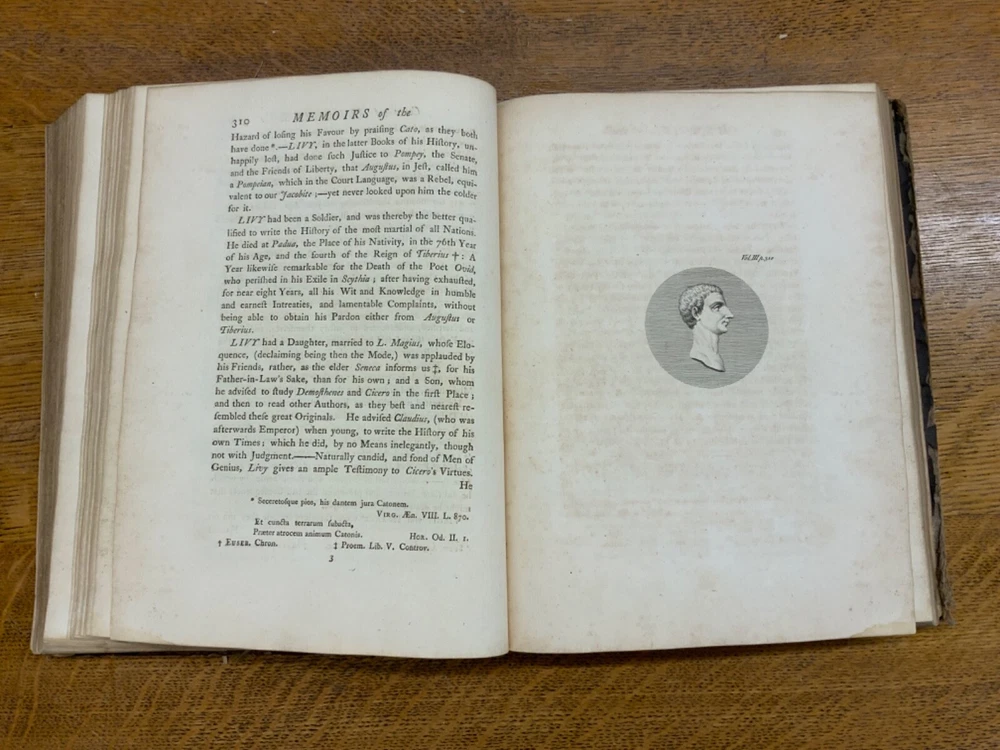 310
MEMOIRS of the
Hazard of loſing his Favour by praiſing Cato, as they both
have done *.—LIVY, in the latter Books of his Hiſtory, un-
happily loſt, had done ſuch Juſtice to Pompey, the Senate,
and the Friends of Liberty, that Auguſtus, in Jeſt, called him
a Pompeian, which in the Court Language, was a Rebel, equi-
valent to our Jacobite;—yet never looked upon him the colder
for it.
LIVY had been a Soldier, and was thereby the better qua-
lified to write the Hiſtory of the moſt martial of all Nations.
He died at Padua, the Place of his Nativity, in the 76th Year
of his Age, and the fourth of the Reign of Tiberius †: A
Year likewiſe remarkable for the Death of the Poet Ovid,
who periſhed in his Exile in Scythia; after having exhauſted,
for near eight Years, all his Wit and Knowledge in humble
and earneſt Intreaties, and lamentable Complaints, without
being able to obtain his Pardon either from Auguſtus or
Tiberius.
LIVY had a Daughter, married to L. Magius, whoſe Elo-
quence, (declaiming being then the Mode,) was applauded by
his Friends, rather, as the elder Seneca informs us ‡, for his
Father-in-Law's Sake, than for his own; and a Son, whom
he adviſed to ſtudy Demoſthenes and Cicero in the firſt Place;
and then to read other Authors, as they beſt and neareſt re-
ſembled theſe great Originals. He adviſed Claudius, (who was
afterwards Emperor) when young, to write the Hiſtory of his
own Times; which he did, by no Means inelegantly, though
not with Judgment.——Naturally candid, and fond of Men of
Genius, Livy gives an ample Teſtimony to Cicero's Virtues.
He
* Secretoſque pios, his dantem jura Catonem.
VIRG. Æn. VIII. L. 870.
Et cuncta terrarum ſubacta,
Præter atrocem animum Catonis.
HOR. Od. II. 1.
† EUSEB. Chron. ‡ Proem. Lib. V. Controv.
3
Vol. III p. 310